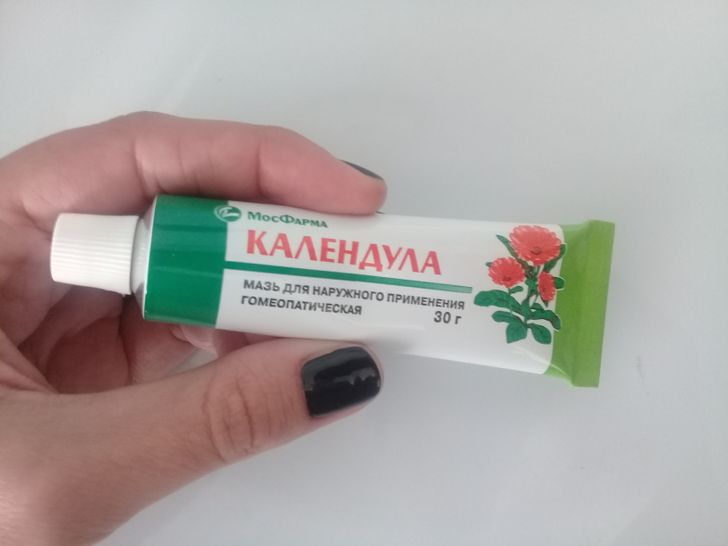 МосФарма
КАЛЕНДУЛА
МАЗЬ ДЛЯ НАРУЖНОГО ПРИМЕНЕНИЯ
ГОМЕОПАТИЧЕСКАЯ 30 г